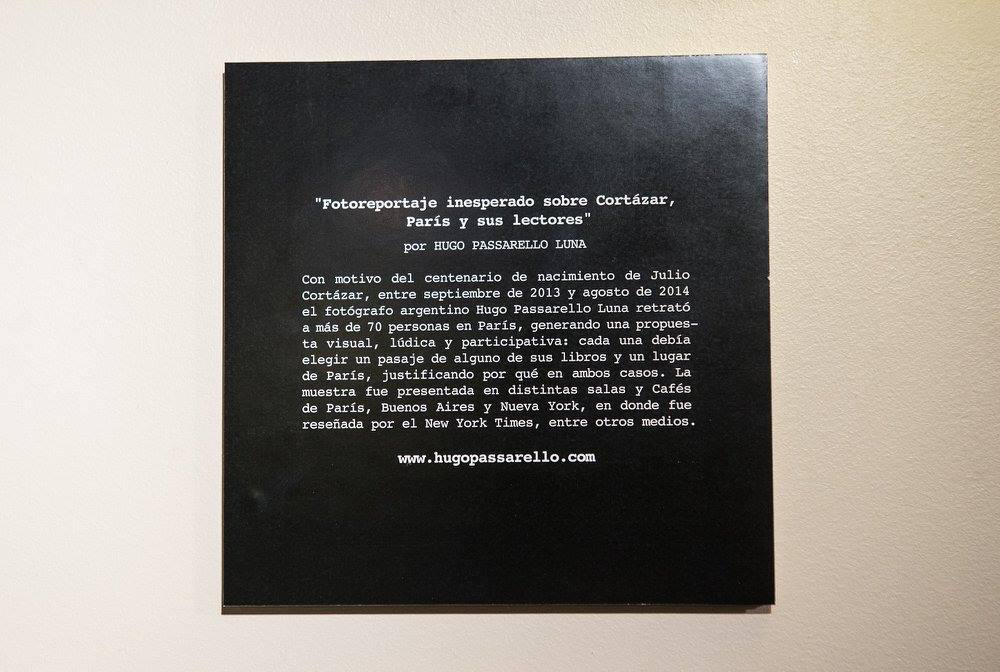 "Fotoreportaje inesperado sobre Cortázar,
París y sus lectores"
por HUGO PASSARELLO LUNA
Con motivo del centenario de nacimiento de Julio
Cortázar, entre septiembre de 2013 y agosto de 2014
el fotógrafo argentino Hugo Passarello Luna retrató
a más de 70 personas en París, generando una propues-
ta visual, lúdica y participativa: cada una debía
elegir un pasaje de alguno de sus libros y un lugar
de París, justificando por qué en ambos casos. La
muestra fue presentada en distintas salas y Cafés
de París, Buenos Aires y Nueva York, en donde fue
reseñada por el New York Times, entre otros medios.
www.hugopassarello.com